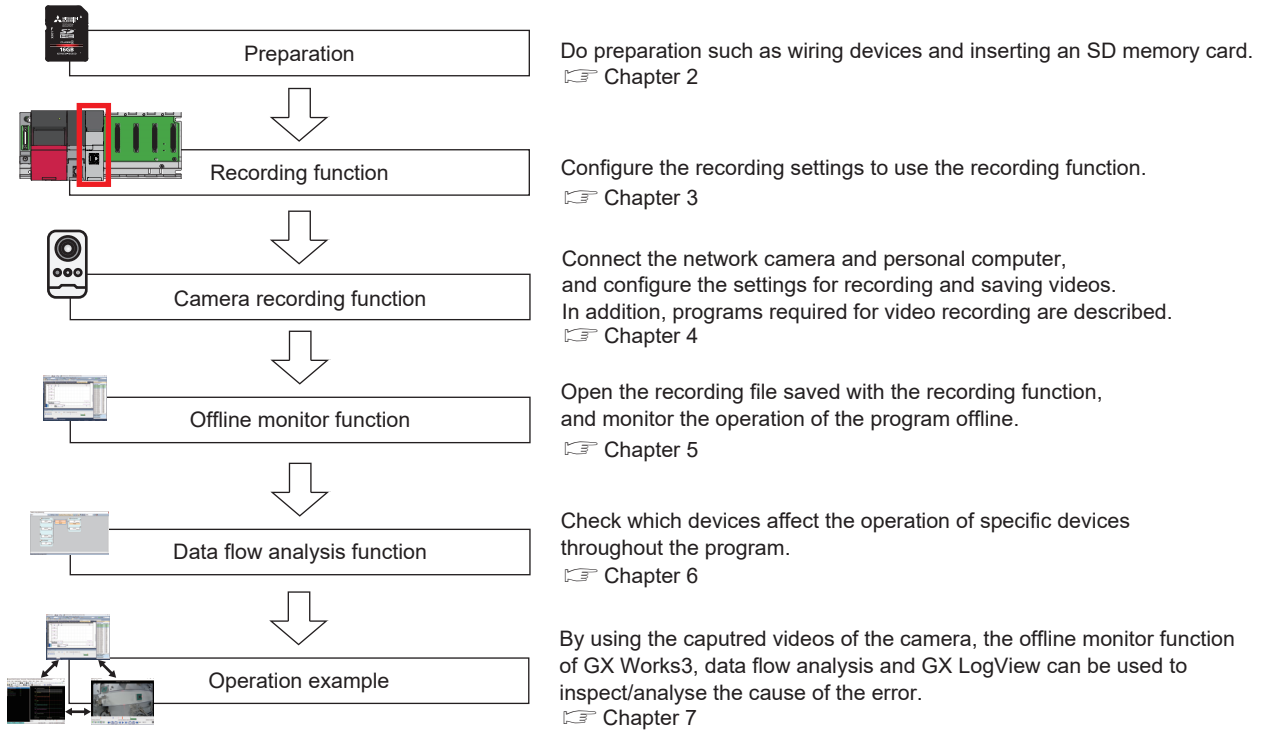 16GB
Preparation
Do preparation such as wiring devices and inserting an SD memory card.
Chapter 2
Recording function
Configure the recording settings to use the recording function.
Chapter 3
Camera recording function
Connect the network camera and personal computer,
and configure the settings for recording and saving videos.
In addition, programs required for video recording are described.
Chapter 4
Offline monitor function
Open the recording file saved with the recording function,
and monitor the operation of the program offline.
Chapter 5
Data flow analysis function
Check which devices affect the operation of specific devices
throughout the program.
Chapter 6
Operation example
By using the caputred videos of the camera, the offline monitor function
of GX Works3, data flow analysis and GX LogView can be used to
inspect/analyse the cause of the error.
Chapter 7